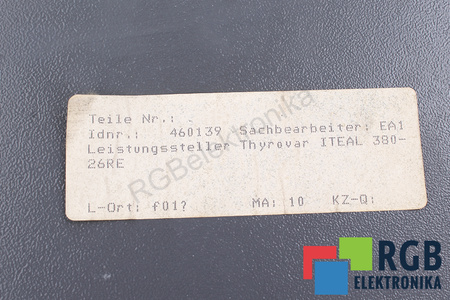 Teile Nr.: .
Idnr.: 460139 Sachbearbeiter: EA1
Leistungssteller Thyrovar ITEAL 380-
26RE
L-Ort: f01? MA: 10 KZ-Q:
RGBelektronika
RGB
ELEKTRONIKA